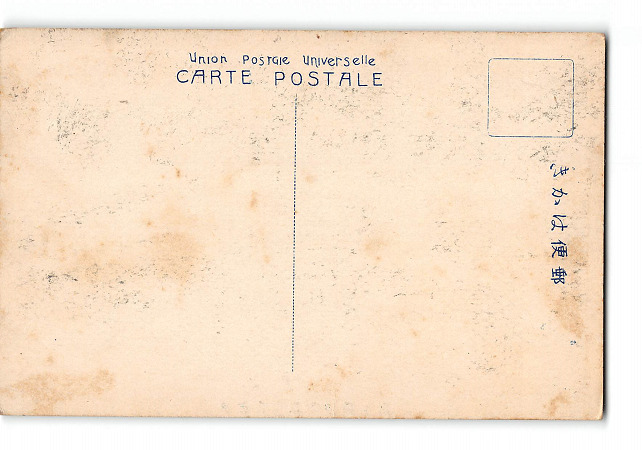 Union Postale Universelle
CARTE POSTALE
郵便はかき